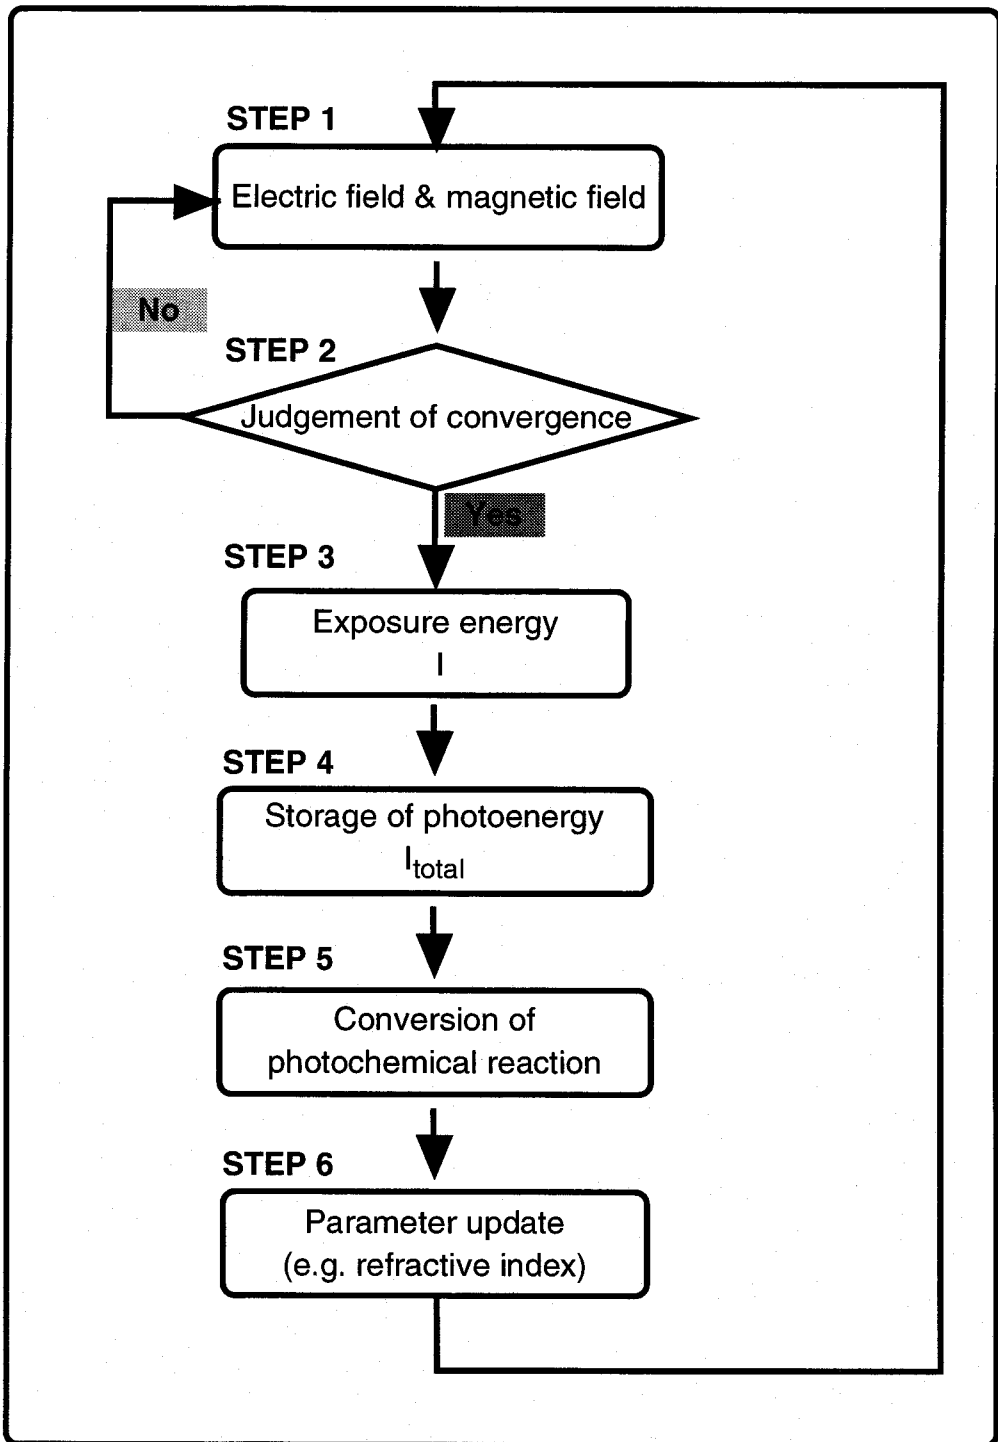 STEP 1
Electric field & magnetic field
No
STEP 2
Judgement of convergence
Yes
STEP 3
Exposure energy
I
STEP 4
Storage of photoenergy
I_total
STEP 5
Conversion of
photochemical reaction
STEP 6
Parameter update
(e.g. refractive index)